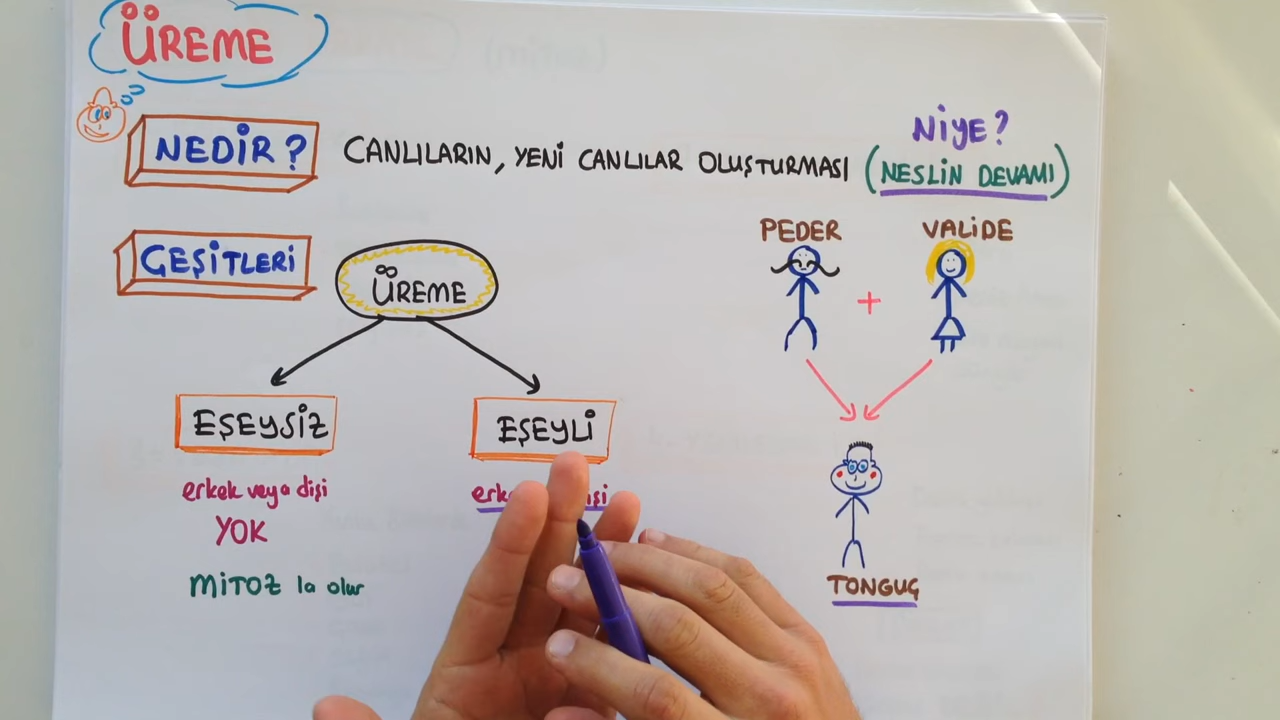 ÜREME
NEDİR?
CANLILARIN, YENİ CANLILAR OLUŞTURMASI
NİYE?
(NESLİN DEVAMI)
ÇEŞİTLERİ
ÜREME
PEDER
VALİDE
+
EŞEYSİZ
EŞEYLİ
erkek veya dişi
YOK
MİTOZ la olur
TONGUÇ